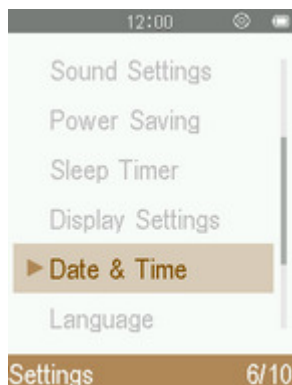 12:00
Sound Settings
Power Saving
Sleep Timer
Display Settings
Date & Time
Language
Settings 6/10